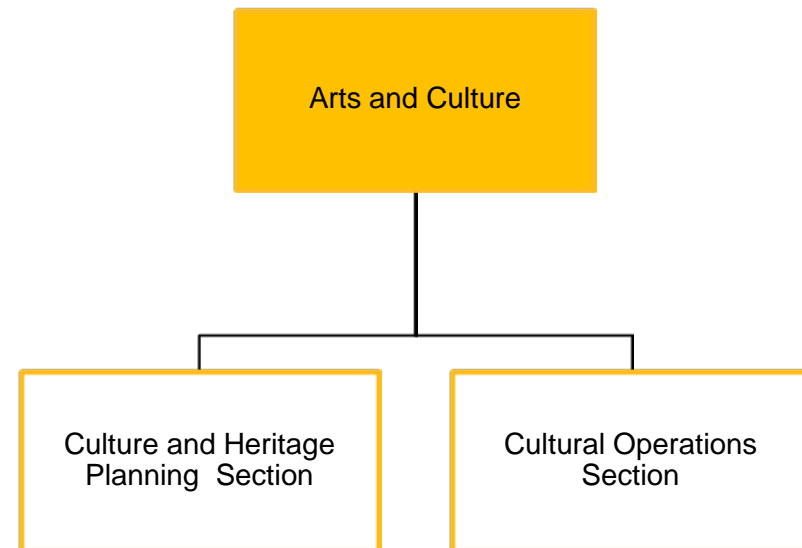 Arts and Culture
Culture and Heritage
Planning  Section
Cultural Operations
Section